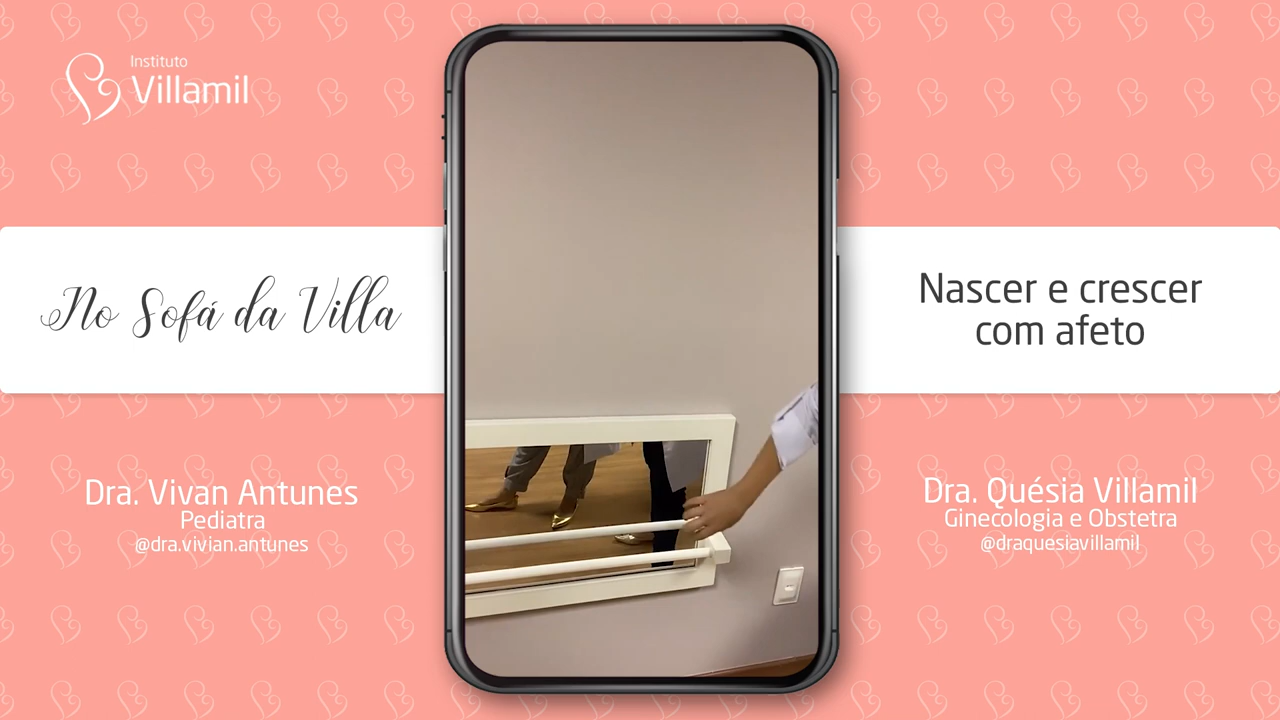 Instituto
Villamil
No Sofá da Villa
Nascer e crescer
com afeto
Dra. Vivan Antunes
Pediatra
@dra.vivian.antunes
Dra. Quésia Villamil
Ginecologia e Obstetra
@draquesiavillamil